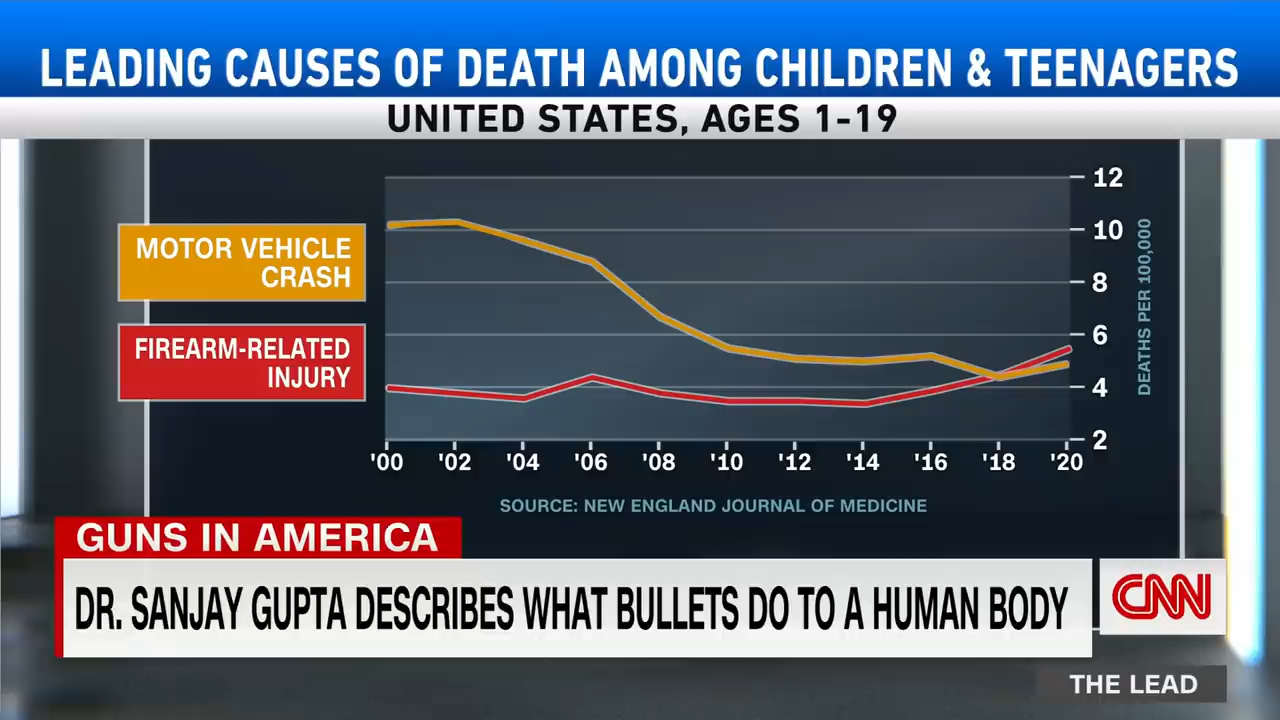 LEADING CAUSES OF DEATH AMONG CHILDREN & TEENAGERS
UNITED STATES, AGES 1-19
MOTOR VEHICLE
CRASH
FIREARM-RELATED
INJURY
12
10
8
6
4
2
DEATHS PER 100,000
'00 '02 '04 '06 '08 '10 '12 '14 '16 '18 '20
SOURCE: NEW ENGLAND JOURNAL OF MEDICINE
GUNS IN AMERICA
DR. SANJAY GUPTA DESCRIBES WHAT BULLETS DO TO A HUMAN BODY
CNN
THE LEAD